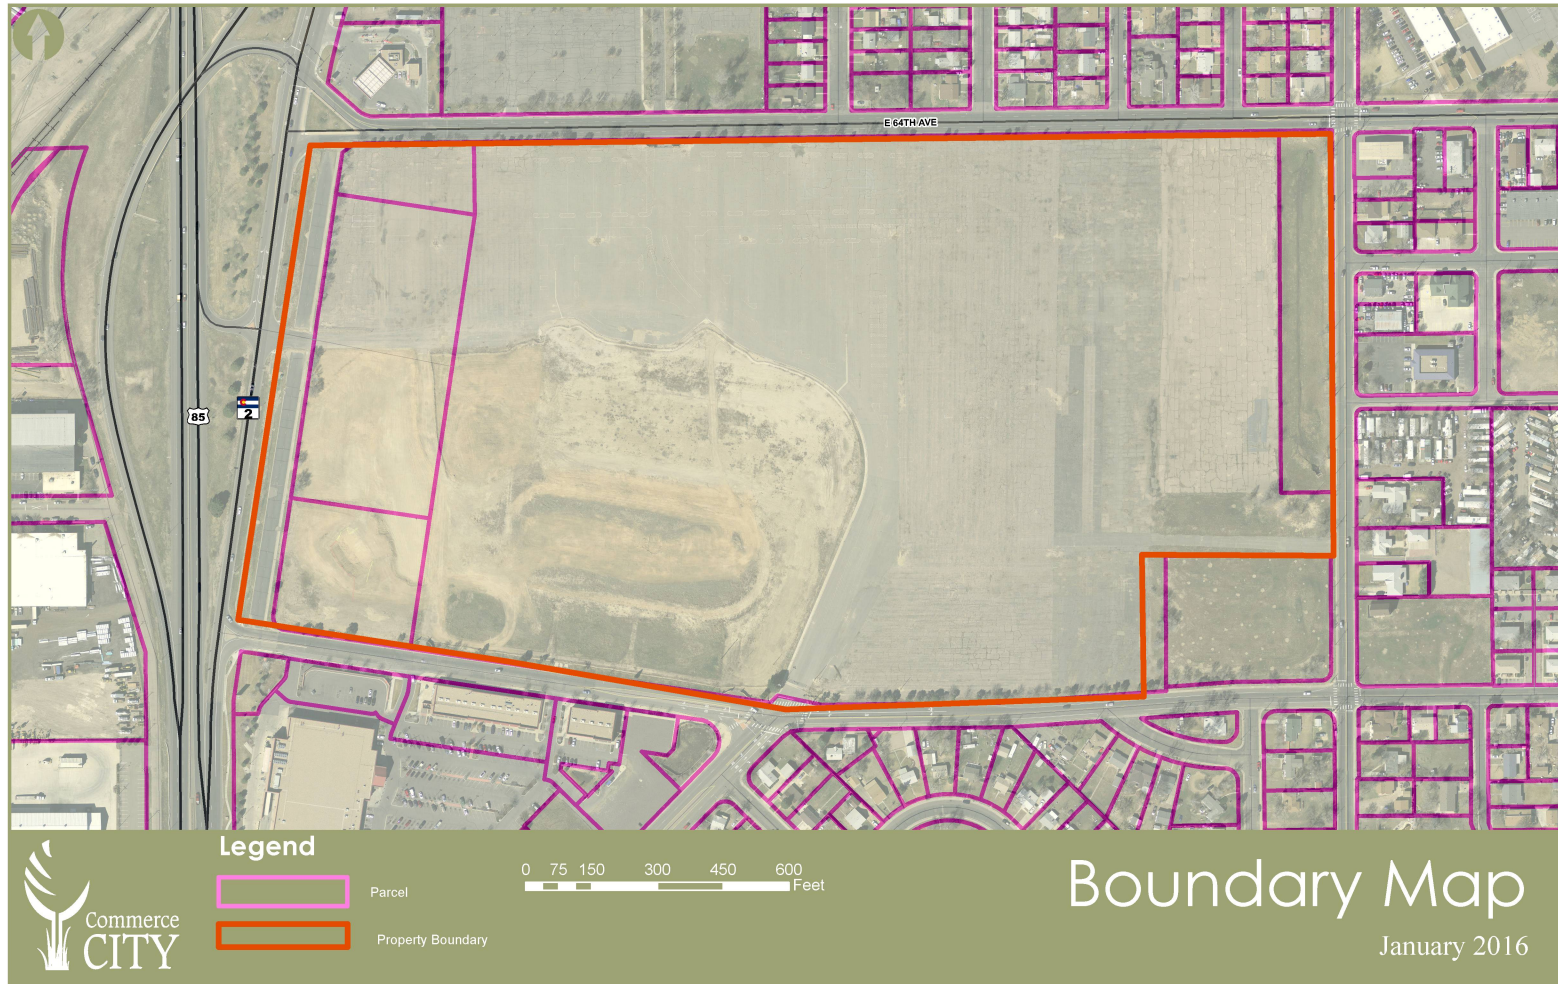 E 64TH AVE
85
2
Legend
Parcel
Property Boundary
0 75 150 300 450 600
Feet
Commerce
CITY
Boundary Map
January 2016